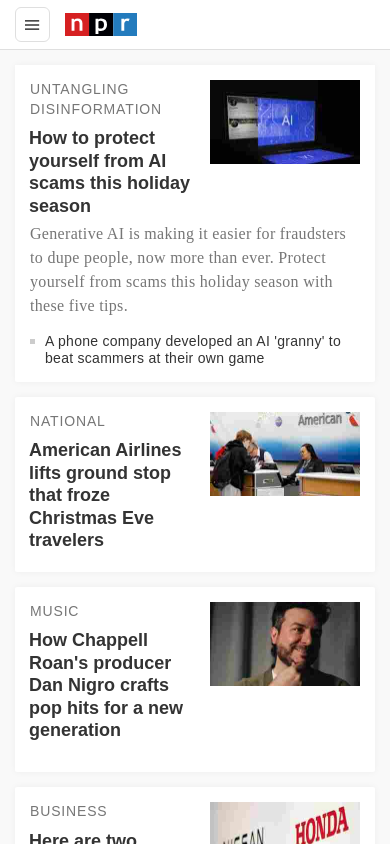 npr
UNTANGLING
DISINFORMATION
How to protect
yourself from AI
scams this holiday
season
AI
Generative AI is making it easier for fraudsters
to dupe people, now more than ever. Protect
yourself from scams this holiday season with
these five tips.
A phone company developed an AI 'granny' to
beat scammers at their own game
NATIONAL
American Airlines
lifts ground stop
that froze
Christmas Eve
travelers
American
MUSIC
How Chappell
Roan's producer
Dan Nigro crafts
pop hits for a new
generation
BUSINESS
Here are two
NISSAN
HONDA